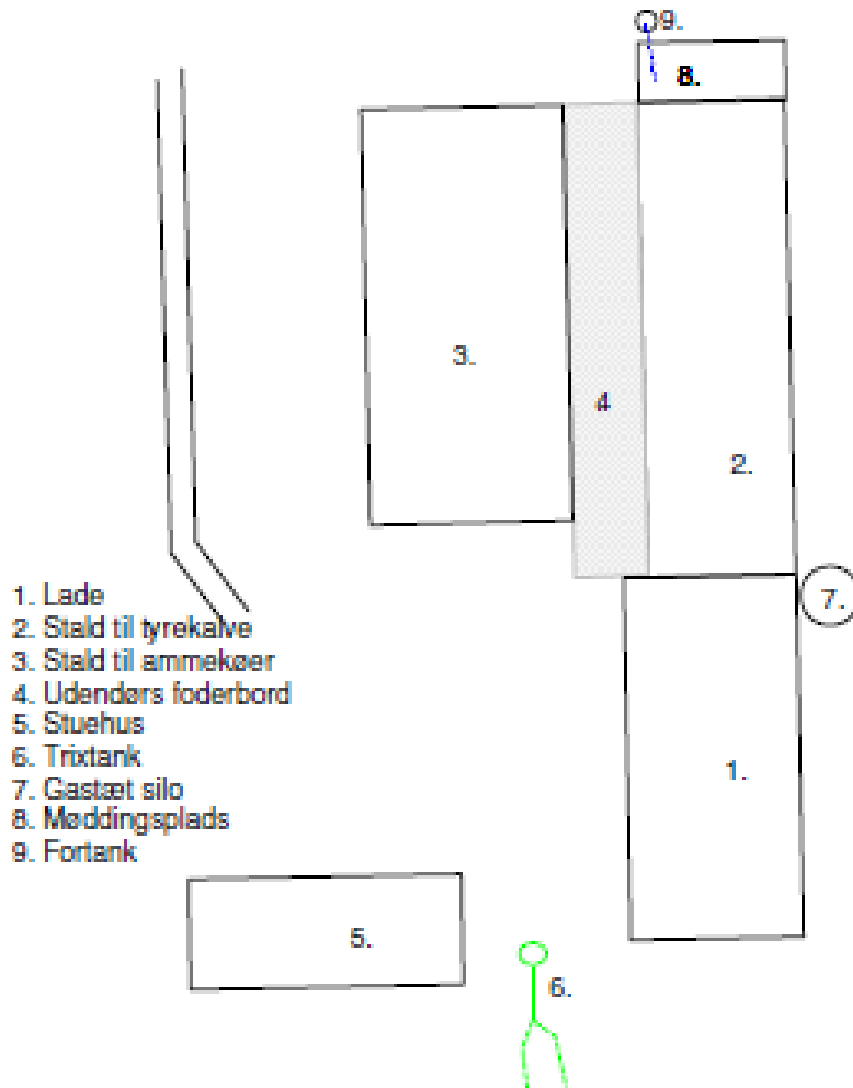 9.
8.
3.
4
2.
7.
1. Lade
2. Stald til tyrekalve
3. Stald til ammekøer
4. Udendørs foderbord
5. Stuehus
6. Trixtank
7. Gastæt silo
8. Møddingsplads
9. Fortank
1.
5.
6.